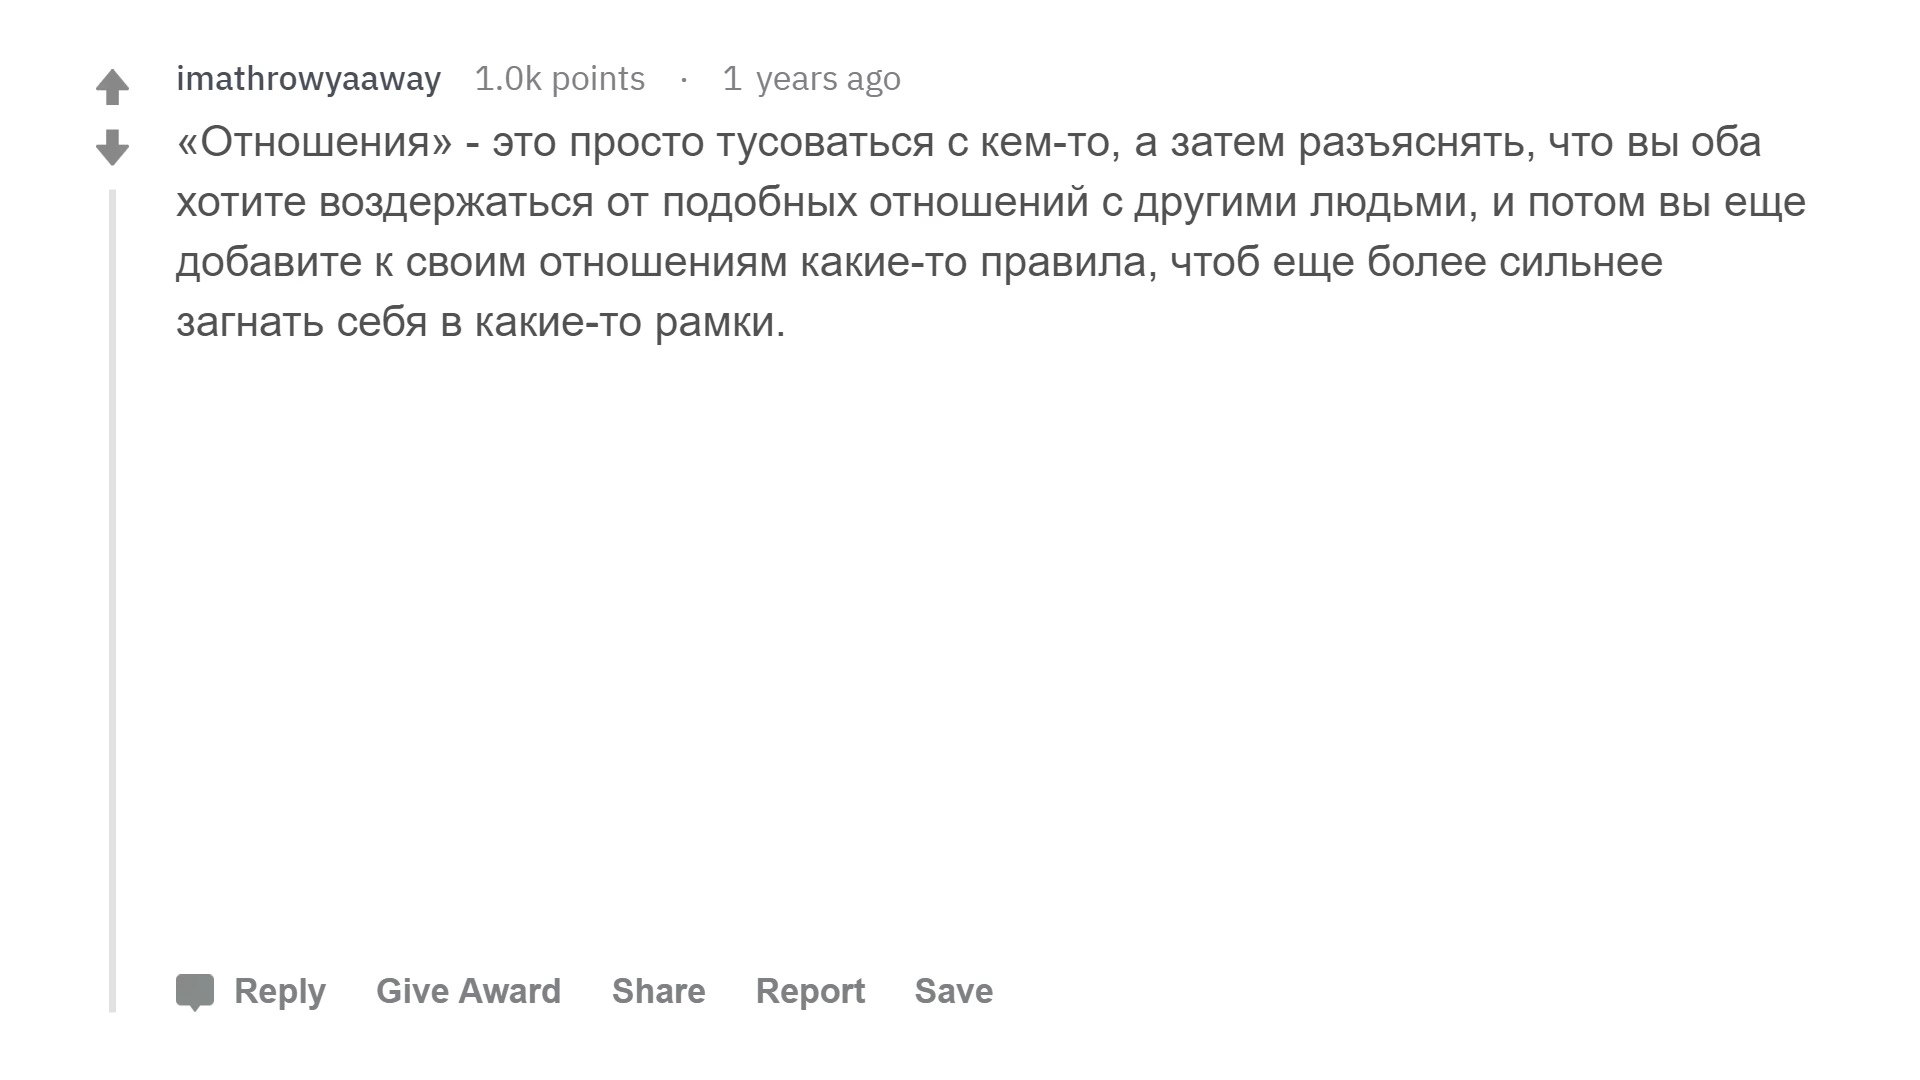 imathrowyaaway 1.0k points · 1 years ago
«Отношения» - это просто тусоваться с кем-то, а затем разъяснять, что вы оба
хотите воздержаться от подобных отношений с другими людьми, и потом вы еще
добавите к своим отношениям какие-то правила, чтоб еще более сильнее
загнать себя в какие-то рамки.
Reply Give Award Share Report Save